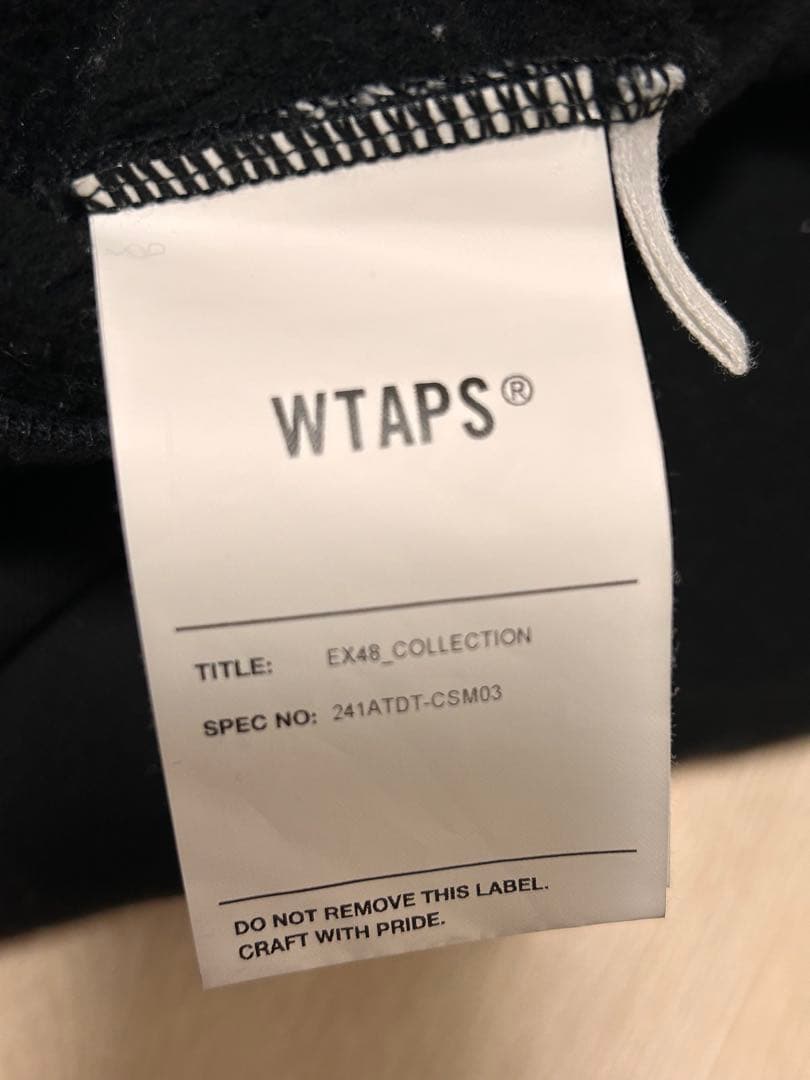 WTAPS®
TITLE: EX48_COLLECTION
SPEC NO: 241ATDT-CSM03
DO NOT REMOVE THIS LABEL.
CRAFT WITH PRIDE.